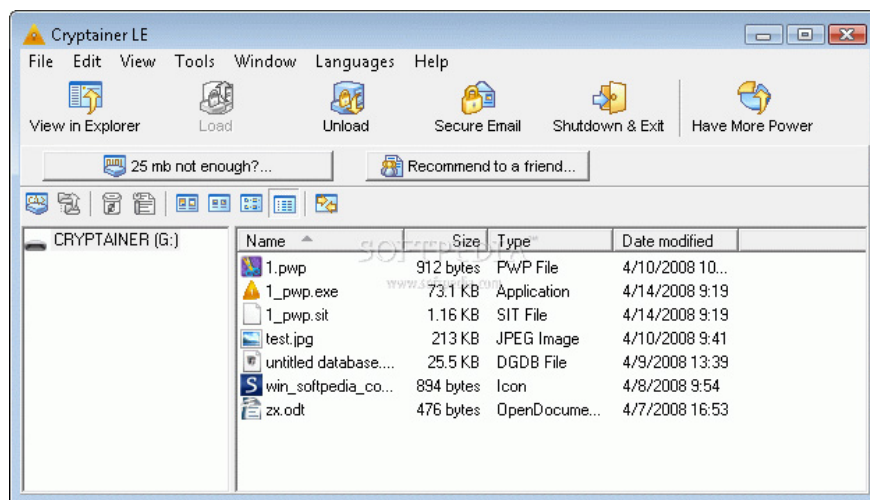 Cryptainer LE
File Edit View Tools Window Languages Help
View in Explorer Load Unload Secure Email Shutdown & Exit Have More Power
25 mb not enough?... Recommend to a friend...
CRYPTAINER (G:)
Name Size Type Date modified
SOFTPEDIA™
www.softpedia.com
1.pwp 912 bytes PWP File 4/10/2008 10...
1_pwp.exe 73.1 KB Application 4/14/2008 9:19
1_pwp.sit 1.16 KB SIT File 4/14/2008 9:19
test.jpg 213 KB JPEG Image 4/10/2008 9:41
untitled database.... 25.5 KB DGDB File 4/9/2008 13:39
S win_softpedia_co... 894 bytes Icon 4/8/2008 9:54
zx.odt 476 bytes OpenDocume... 4/7/2008 16:53